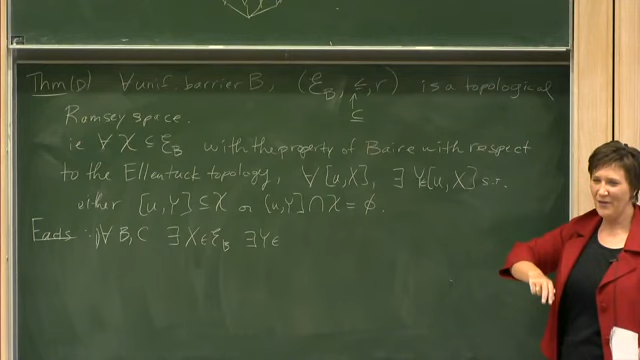 Thm (D) ∀ unif. barrier B, (ℰ_B, ≤, r) is a topological
⊆
Ramsey space.
ie ∀ 𝒳 ⊆ ℰ_B with the property of Baire with respect
to the Ellentuck topology, ∀ [u,X], ∃ Y∈[u,X] s.t.
either [u,Y] ⊆ 𝒳 or [u,Y] ∩ 𝒳 = ∅.
: 1) ∀ B, C ∃ X ∈ ℰ_B ∃ Y ∈